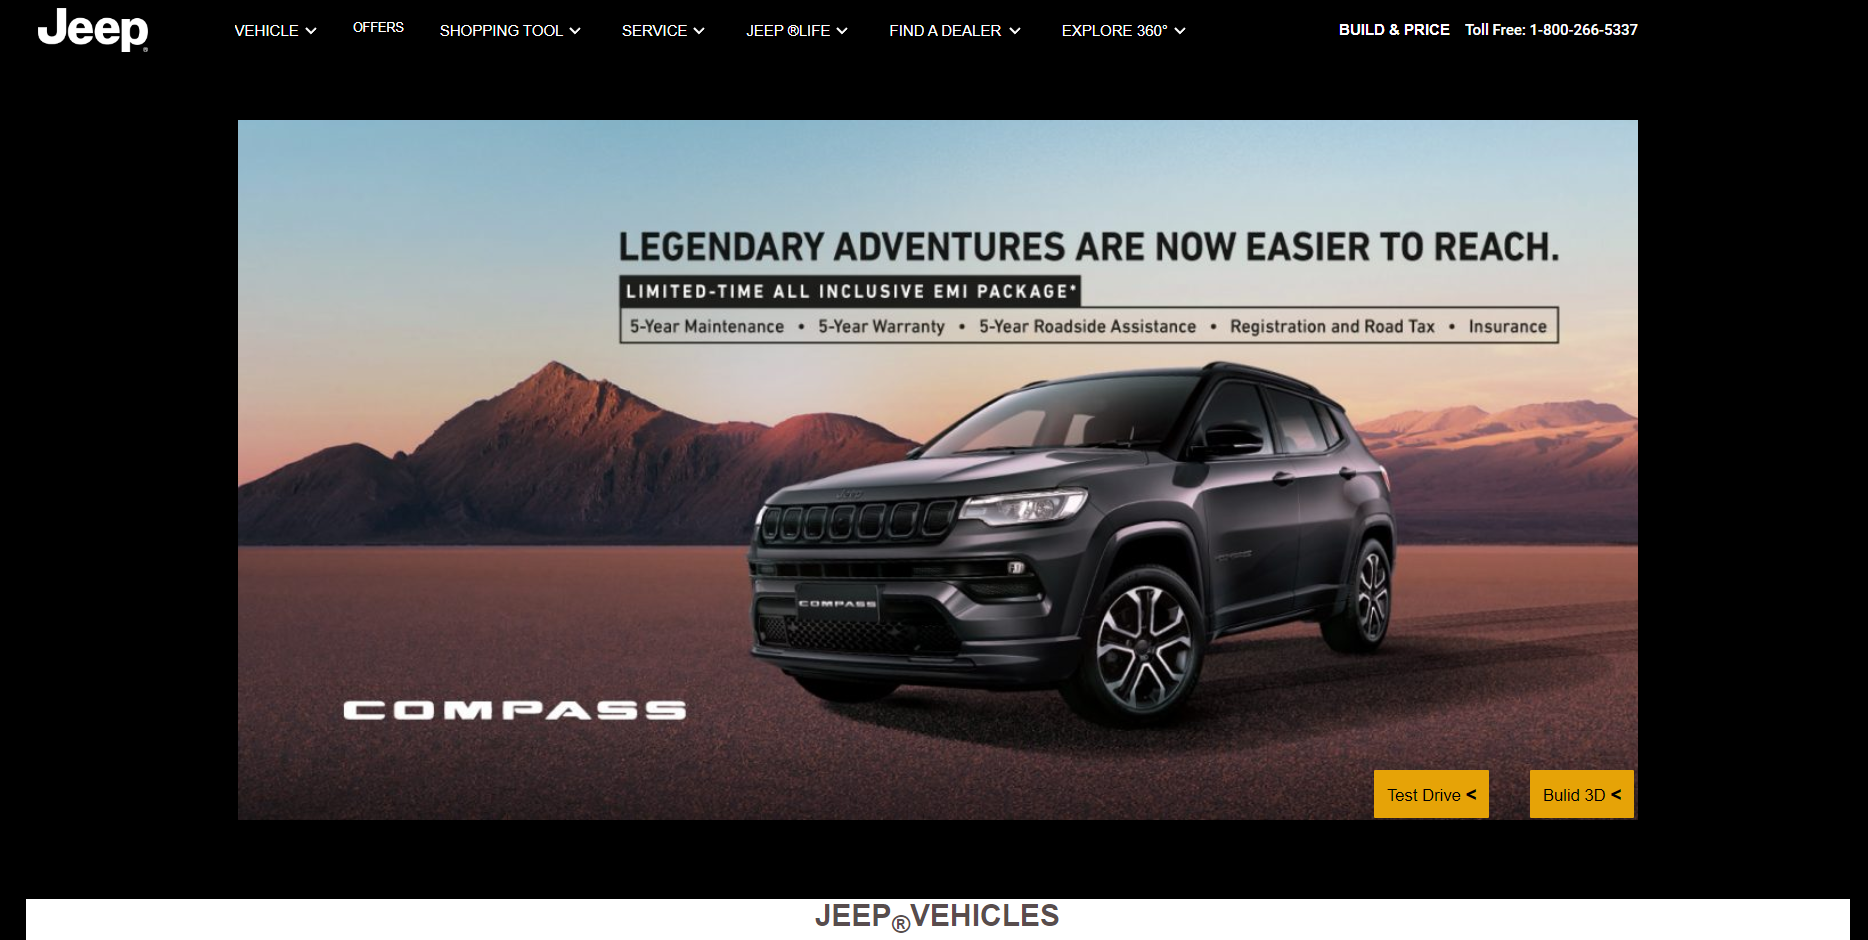 Jeep
VEHICLE OFFERS SHOPPING TOOL SERVICE JEEP ®LIFE FIND A DEALER EXPLORE 360° BUILD & PRICE Toll Free: 1-800-266-5337
LEGENDARY ADVENTURES ARE NOW EASIER TO REACH.
LIMITED-TIME ALL INCLUSIVE EMI PACKAGE*
5-Year Maintenance • 5-Year Warranty • 5-Year Roadside Assistance • Registration and Road Tax • Insurance
Jeep
COMPASS
COMPASS
Test Drive < Bulid 3D <
JEEP®VEHICLES